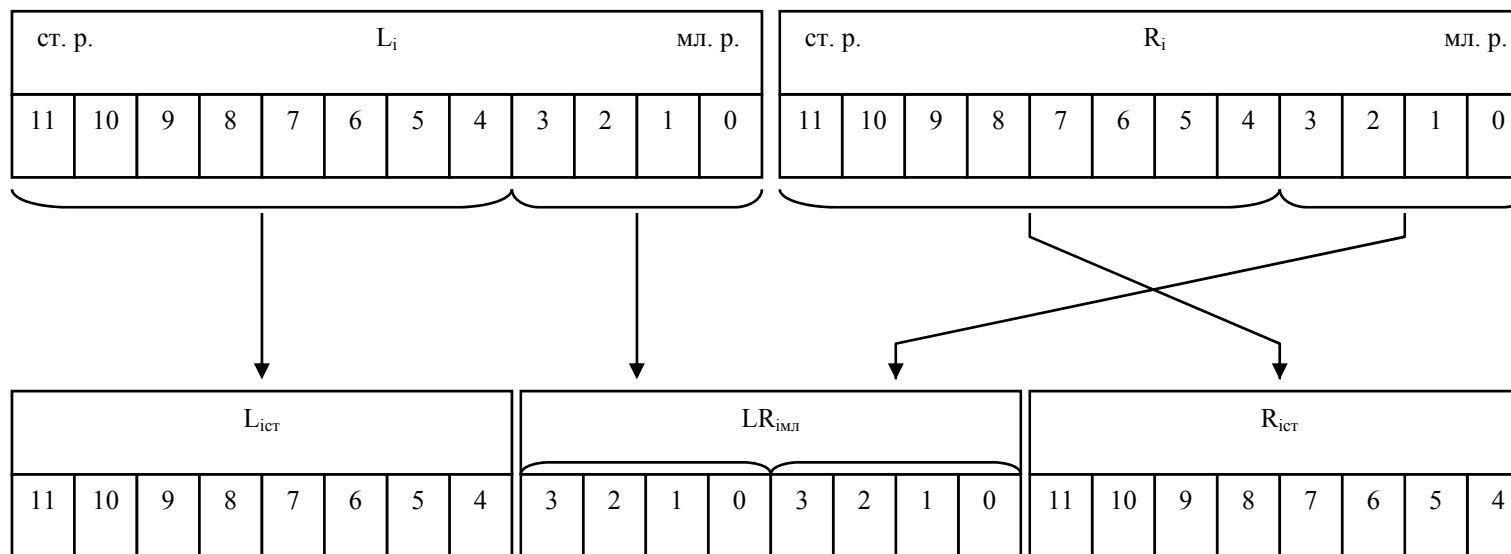 ст. р. Li мл. р. ст. р. Ri мл. р.
11 10 9 8 7 6 5 4 3 2 1 0 11 10 9 8 7 6 5 4 3 2 1 0
Liст LRiмл Riст
11 10 9 8 7 6 5 4 3 2 1 0 3 2 1 0 11 10 9 8 7 6 5 4